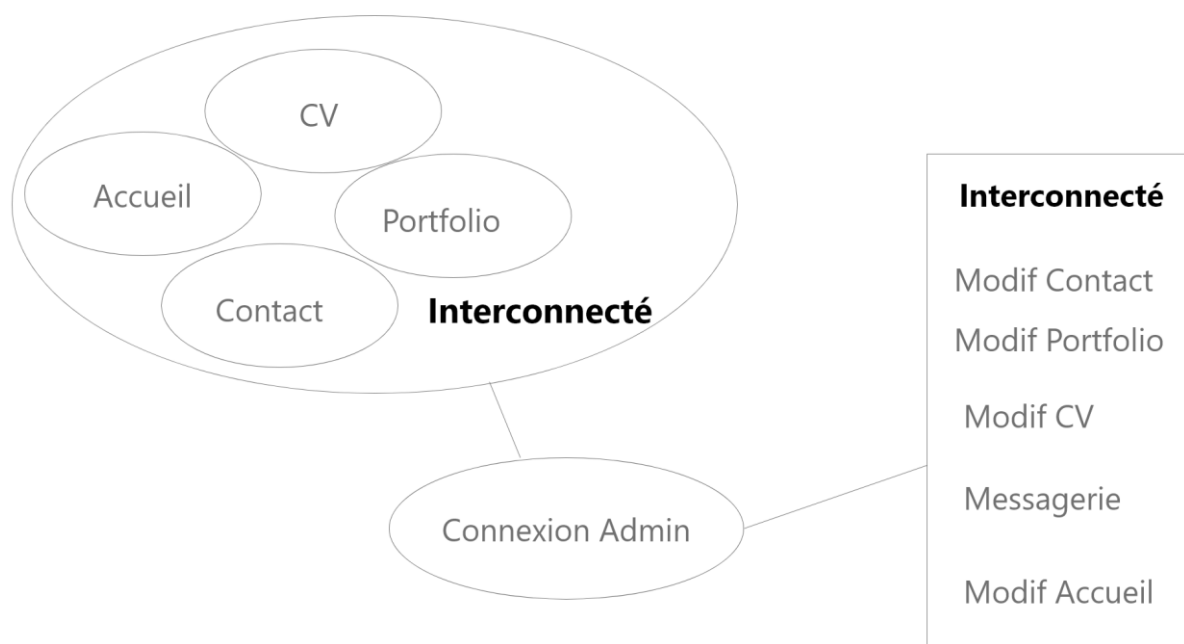 CV
Accueil
Portfolio
Contact
Interconnecté
Connexion Admin
Interconnecté
Modif Contact
Modif Portfolio
Modif CV
Messagerie
Modif Accueil